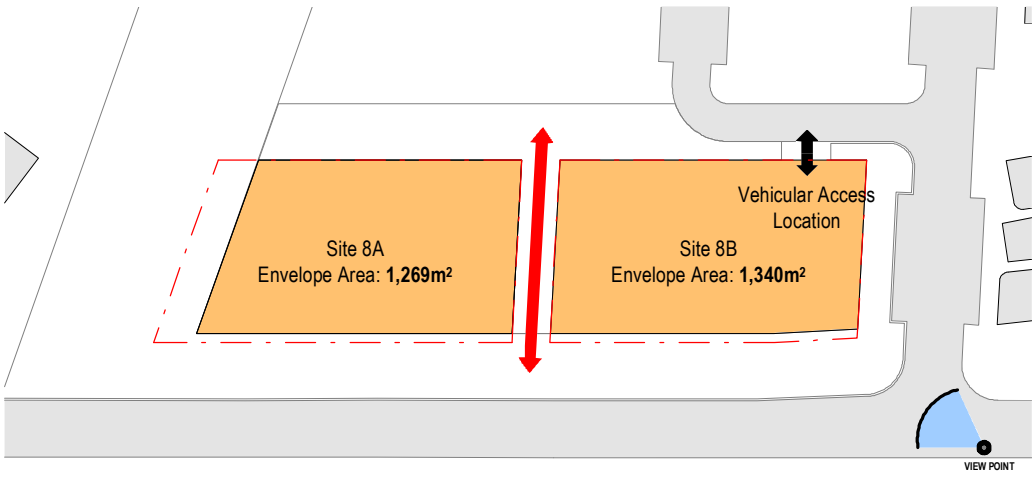 Vehicular Access
Location
Site 8A
Envelope Area: 1,269m²
Site 8B
Envelope Area: 1,340m²
VIEW POINT